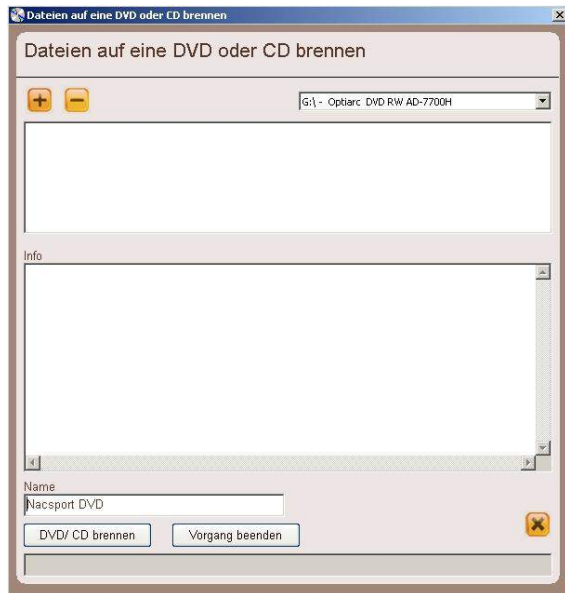 Dateien auf eine DVD oder CD brennen
Dateien auf eine DVD oder CD brennen
G:\ - Optiarc DVD RW AD-7700H
Info
Name
Nacsport DVD
DVD/ CD brennen
Vorgang beenden